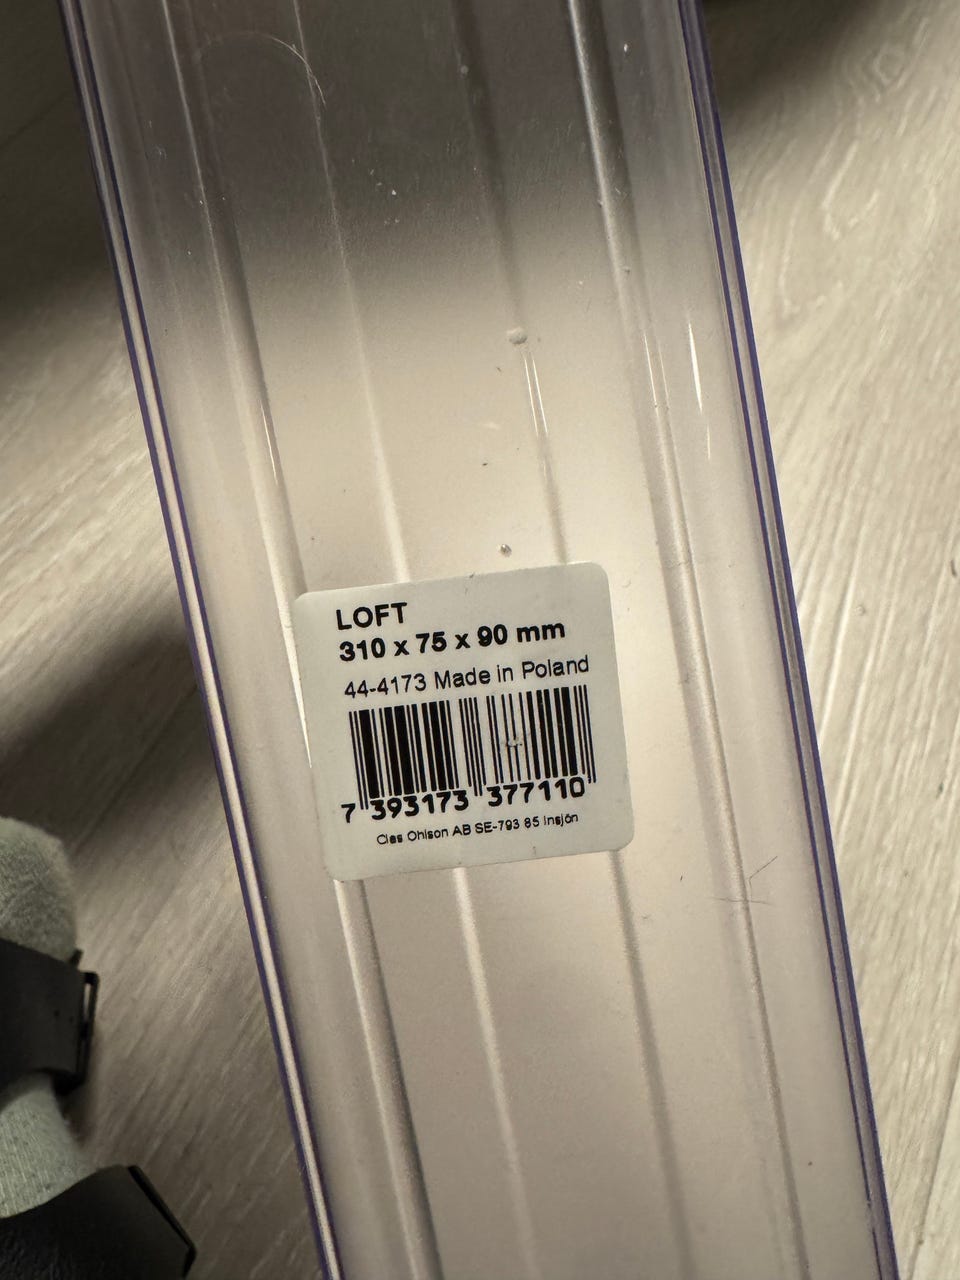 LOFT
310 x 75 x 90 mm
44-4173 Made in Poland
7 393173 377110
Clas Ohlson AB SE-793 85 Insjön